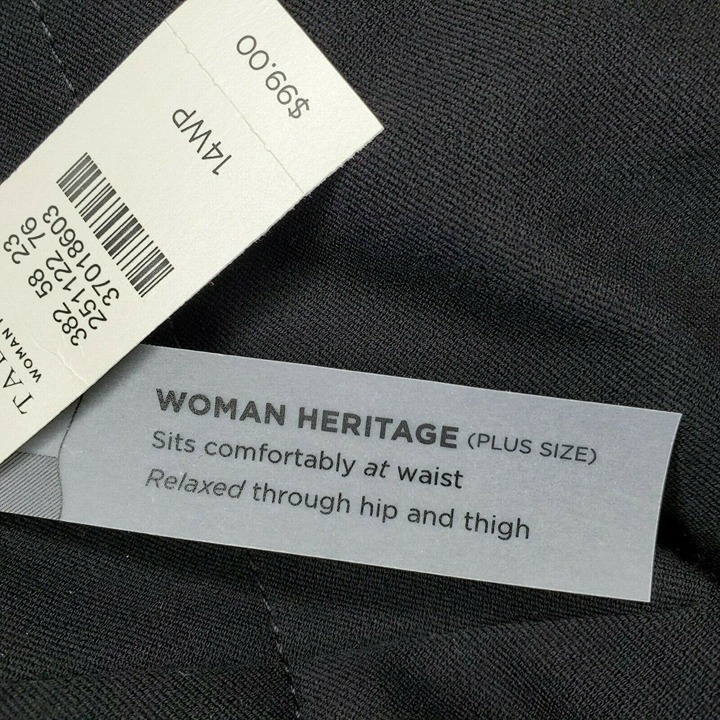 $99.00
14WP
382 58 23
251122 76
37018603
WOMAN
WOMAN HERITAGE (PLUS SIZE)
Sits comfortably at waist
Relaxed through hip and thigh